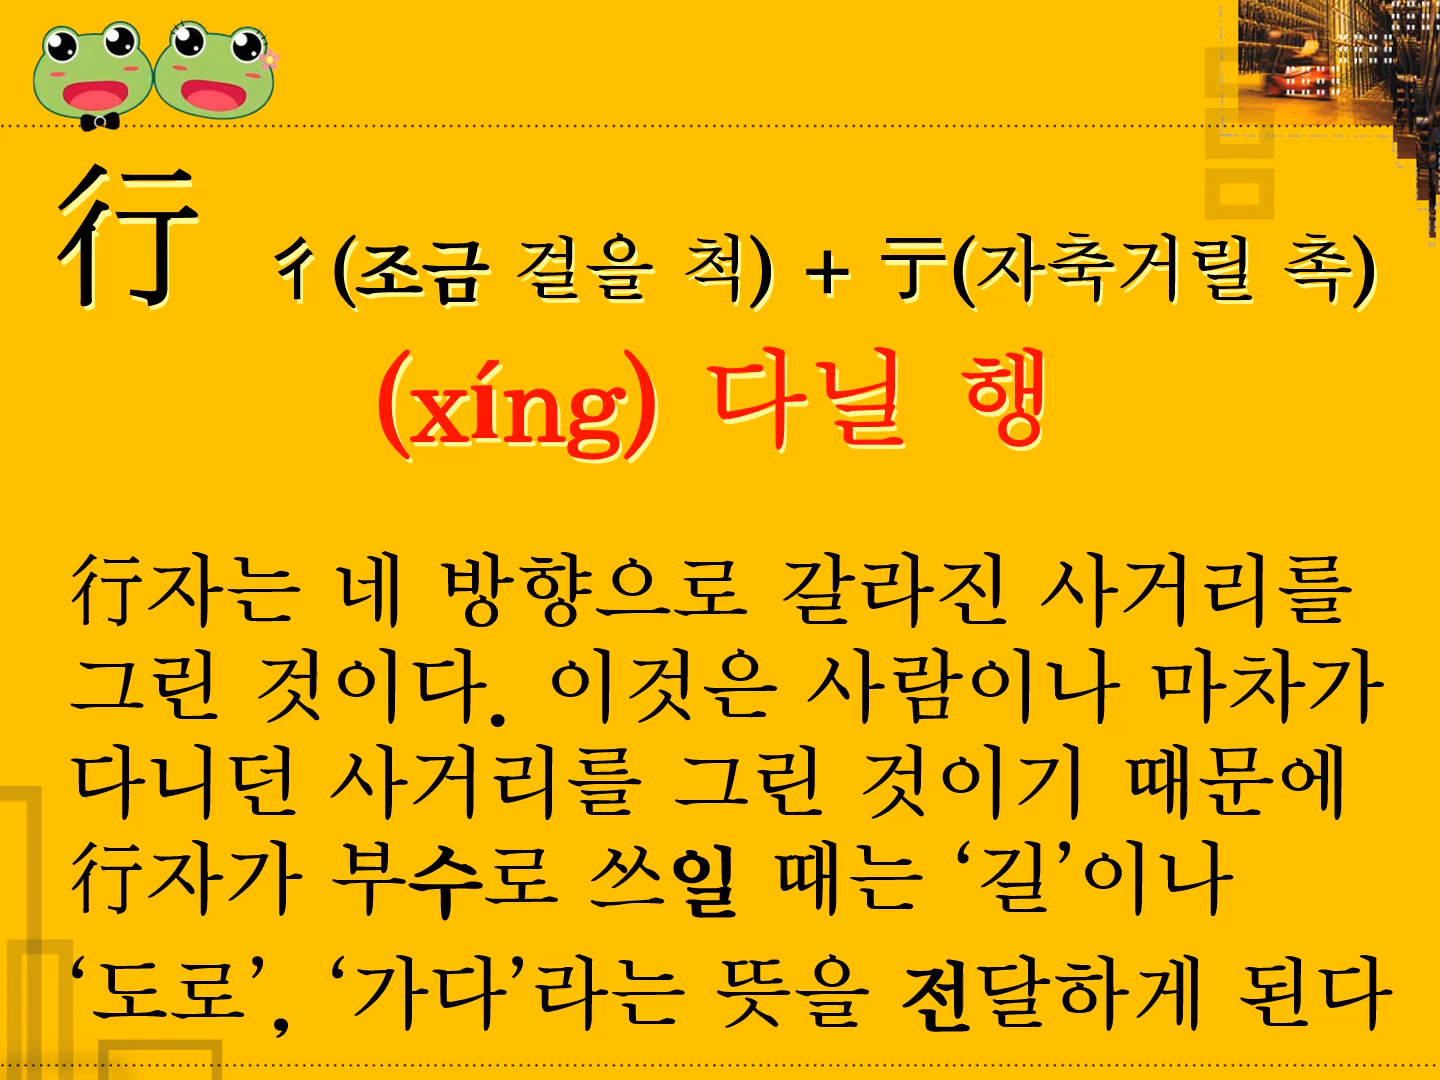 行 彳(조금 걸을 척) + 亍(자축거릴 촉)
(xíng) 다닐 행
行자는 네 방향으로 갈라진 사거리를
그린 것이다. 이것은 사람이나 마차가
다니던 사거리를 그린 것이기 때문에
行자가 부수로 쓰일 때는 ‘길’이나
‘도로’, ‘가다’라는 뜻을 전달하게 된다